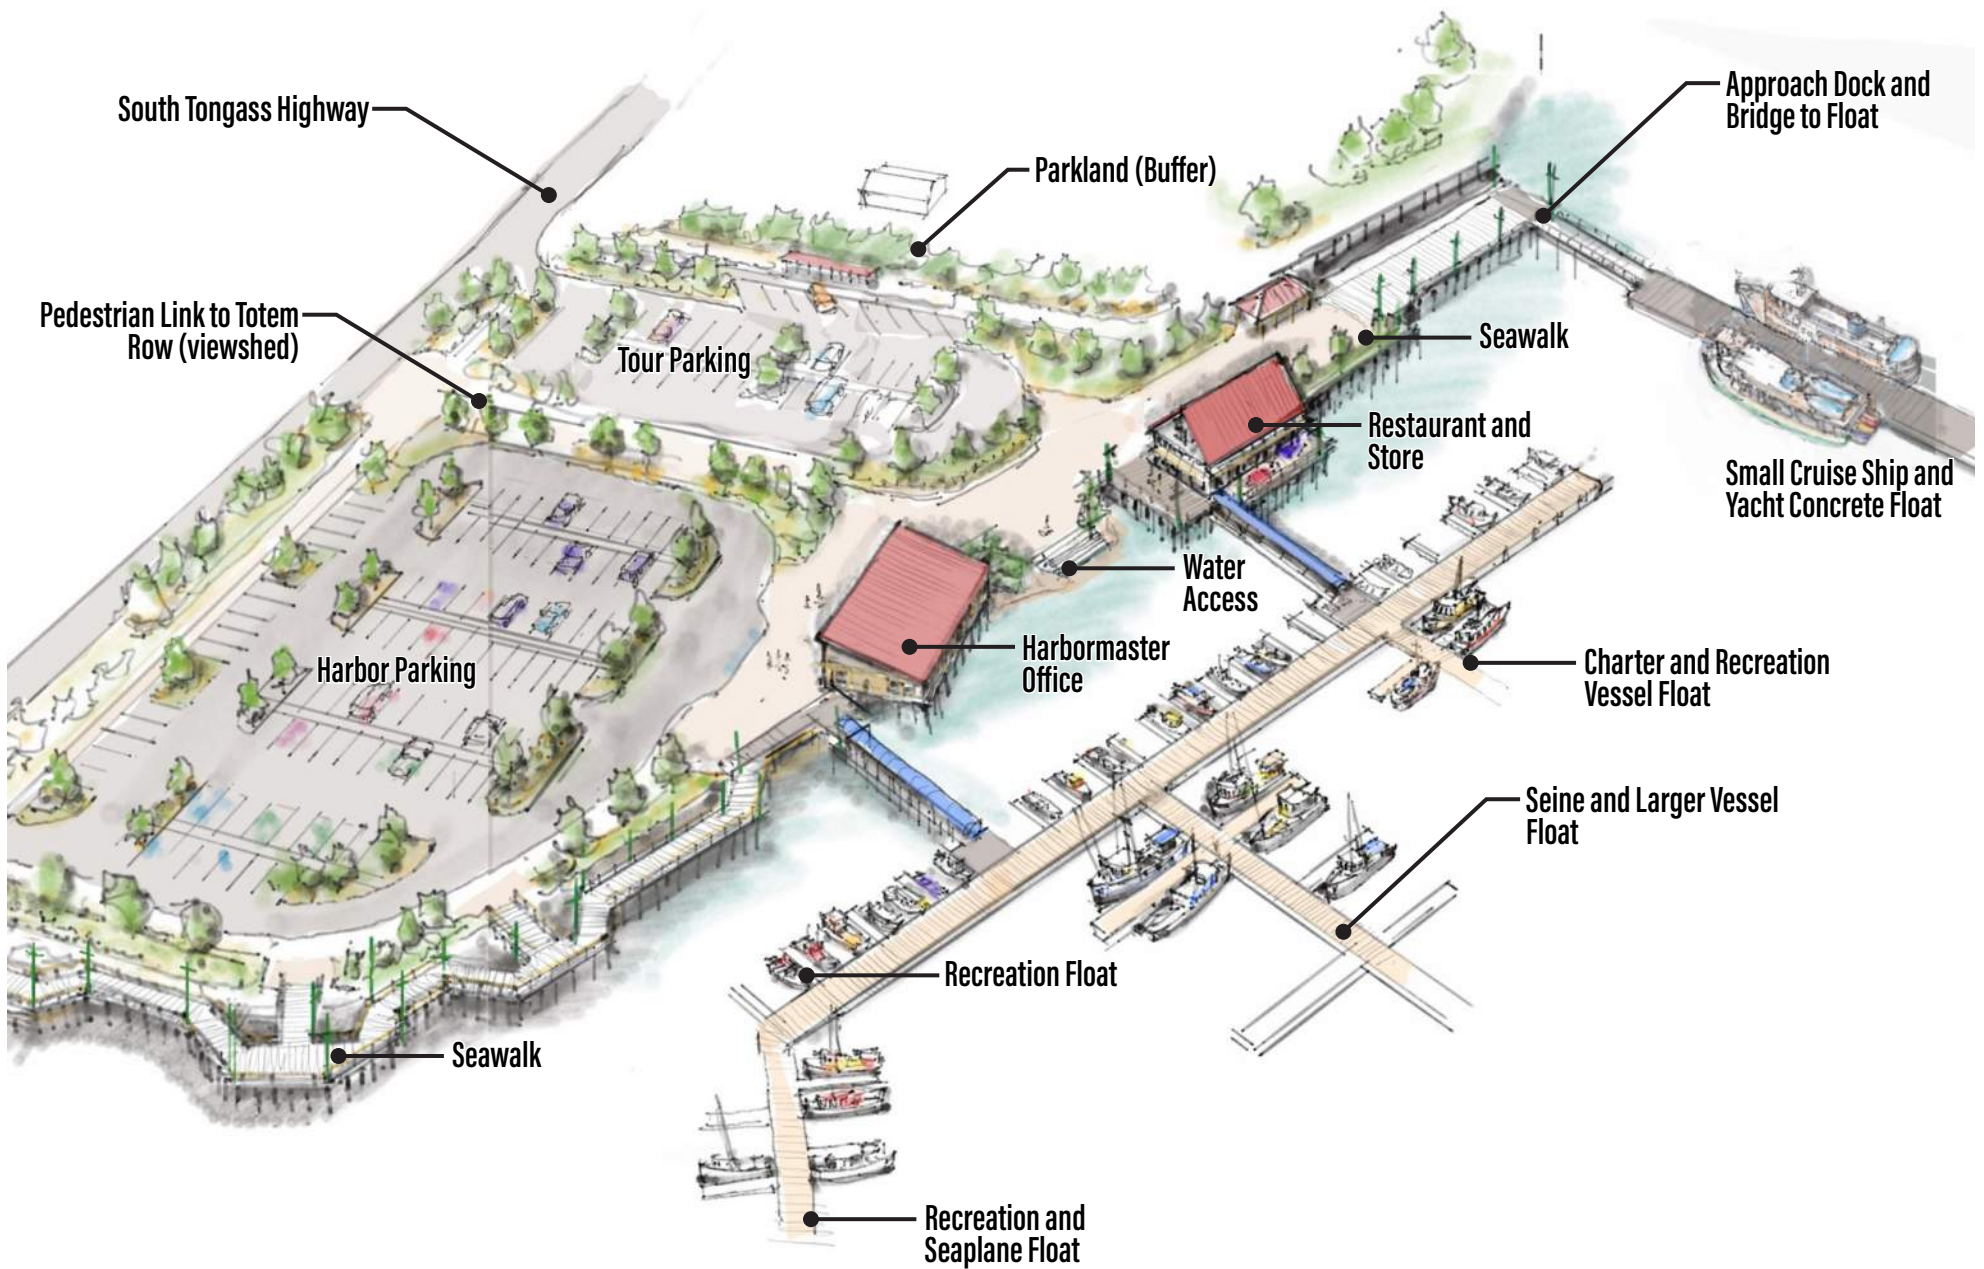 South Tongass Highway
Approach Dock and
Bridge to Float
Parkland (Buffer)
Pedestrian Link to Totem
Row (viewshed)
Tour Parking
Seawalk
Restaurant and
Store
Small Cruise Ship and
Yacht Concrete Float
Water
Access
Harbormaster
Office
Harbor Parking
Charter and Recreation
Vessel Float
Seine and Larger Vessel
Float
Recreation Float
Seawalk
Recreation and
Seaplane Float